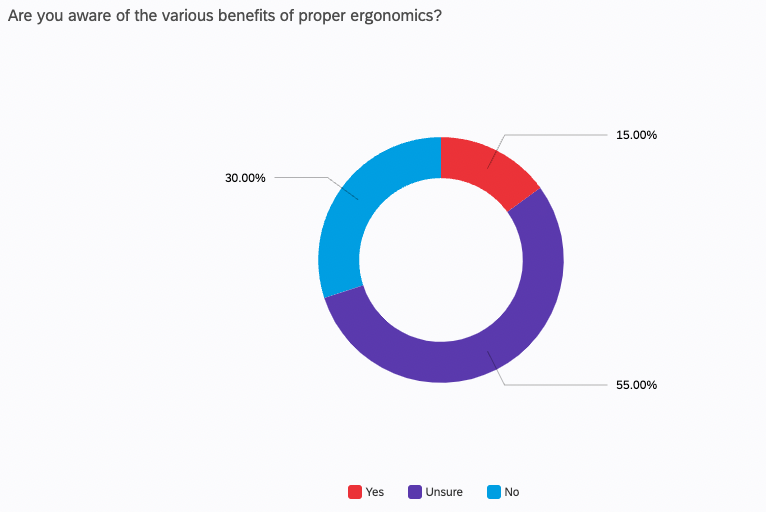 Are you aware of the various benefits of proper ergonomics?
15.00%
30.00%
55.00%
Yes Unsure No